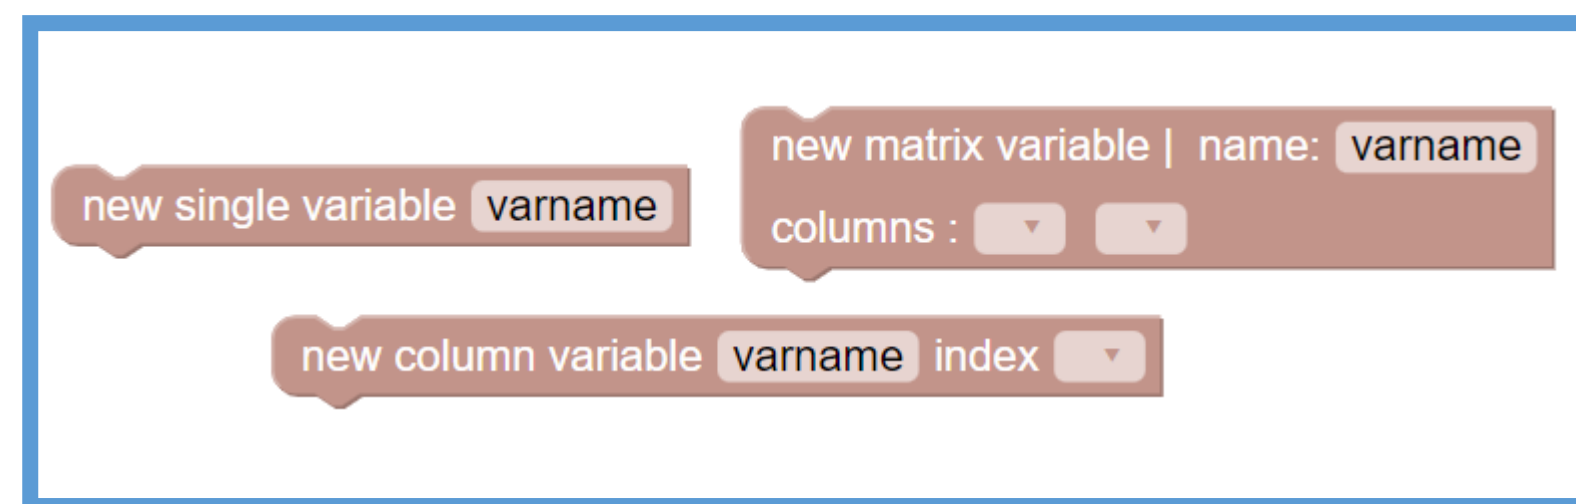 new single variable varname
new matrix variable | name: varname
columns :
new column variable varname index